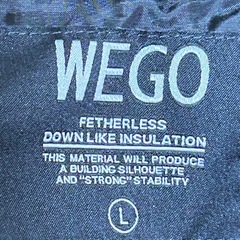 WEGO
FETHERLESS
DOWN LIKE INSULATION
THIS MATERIAL WILL PRODUCE
A BUILDING SILHOUETTE
AND "STRONG" STABILITY
L